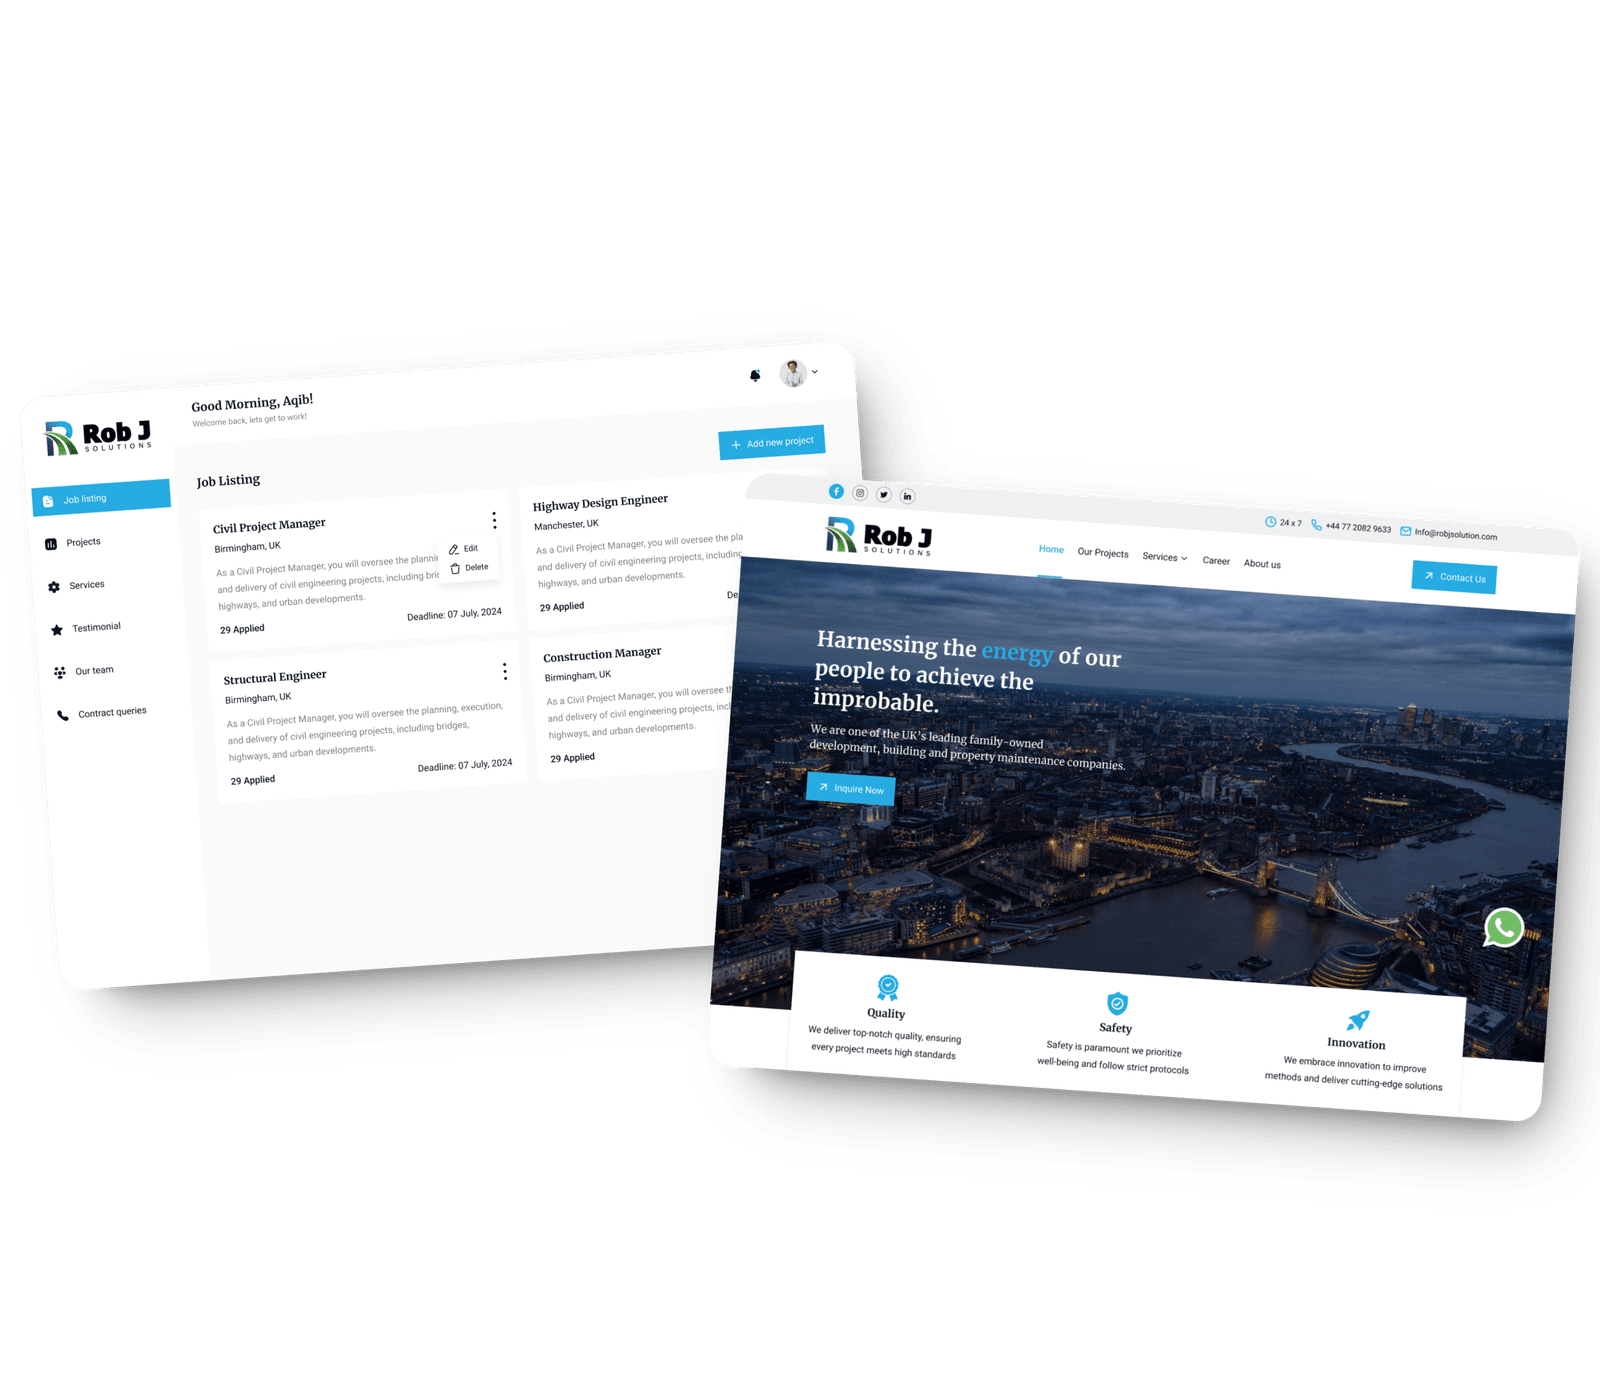 Rob J
SOLUTIONS
Job listing
Projects
Services
Testimonial
Our team
Contract queries
Good Morning, Aqib!
Welcome back, lets get to work!
Add new project
Job Listing
Civil Project Manager
Birmingham, UK
As a Civil Project Manager, you will oversee the
and delivery of civil engineering projects, including
highways, and urban developments.
29 Applied
Deadline: 07 July, 2024
Edit
Delete
Highway Design Engineer
Manchester, UK
As a Civil Project Manager, you will oversee the pla
and delivery of civil engineering projects, including
highways, and urban developments.
29 Applied
De
Structural Engineer
Birmingham, UK
As a Civil Project Manager, you will oversee the planning, execution,
and delivery of civil engineering projects, including bridges,
highways, and urban developments.
29 Applied
Deadline: 07 July, 2024
Construction Manager
Birmingham, UK
As a Civil Project Manager, you will oversee th
and delivery of civil engineering projects, incl
highways, and urban developments.
29 Applied
24 x 7
+44 77 2082 9633
Info@robjsolution.com
Rob J
SOLUTIONS
Home
Our Projects
Services
Career
About us
Contact Us
Harnessing the energy of our
people to achieve the
improbable.
We are one of the UK's leading family-owned
development, building and property maintenance companies.
Inquire Now
Quality
We deliver top-notch quality, ensuring
every project meets high standards
Safety
Safety is paramount we prioritize
well-being and follow strict protocols
Innovation
We embrace innovation to improve
methods and deliver cutting-edge solutions